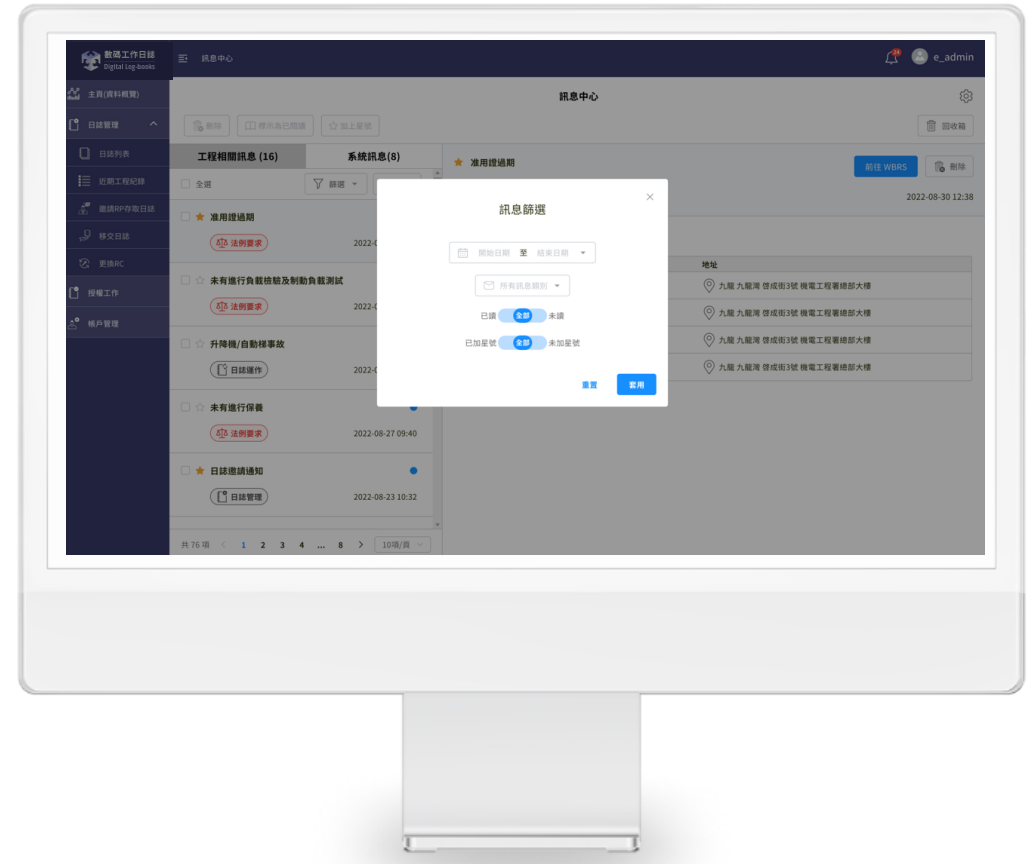 數碼工作日誌
Digital Log-books
訊息中心
24
e_admin
主頁(資料概覽)
日誌管理
日誌列表
近期工程紀錄
邀請RP存取日誌
移交日誌
更換RC
授權工作
帳戶管理
訊息中心
刪除
標示為已閱讀
加上星號
回收箱
工程相關訊息 (16)
系統訊息(8)
全選
篩選
准用證過期
法例要求
2022-0
未有進行負載檢驗及制動負載測試
法例要求
2022-0
升降機/自動梯事故
日誌運作
2022-0
未有進行保養
法例要求
2022-08-27 09:40
日誌邀請通知
日誌管理
2022-08-23 10:32
共 76 項
1 2 3 4 ... 8
10項/頁
准用證過期
前往 WBRS
刪除
2022-08-30 12:38
地址
九龍 九龍灣 啓成街3號 機電工程署總部大樓
九龍 九龍灣 啓成街3號 機電工程署總部大樓
九龍 九龍灣 啓成街3號 機電工程署總部大樓
九龍 九龍灣 啓成街3號 機電工程署總部大樓
訊息篩選
開始日期 至 結束日期
所有訊息類別
已讀 全部 未讀
已加星號 全部 未加星號
重置
套用